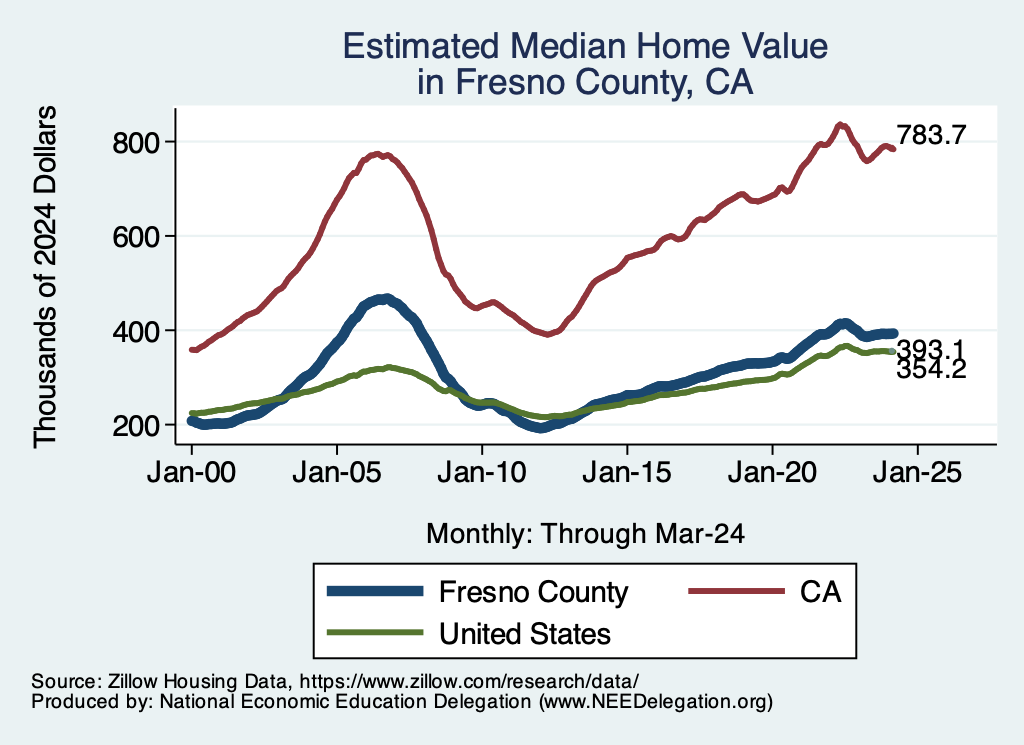 Estimated Median Home Value
in Fresno County, CA
Thousands of 2024 Dollars
800
600
400
200
783.7
393.1
354.2
Jan-00 Jan-05 Jan-10 Jan-15 Jan-20 Jan-25
Monthly: Through Mar-24
Fresno County CA
United States
Source: Zillow Housing Data, https://www.zillow.com/research/data/
Produced by: National Economic Education Delegation (www.NEEDelegation.org)